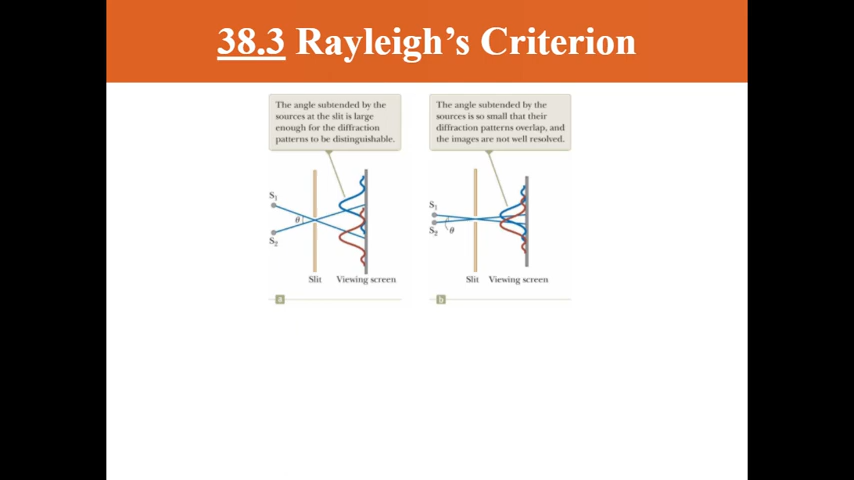 38.3 Rayleigh's Criterion
The angle subtended by the
sources at the slit is large
enough for the diffraction
patterns to be distinguishable.
The angle subtended by the
sources is so small that their
diffraction patterns overlap, and
the images are not well resolved.
S1
θ
S2
Slit Viewing screen
a
S1
S2 θ
Slit Viewing screen
b